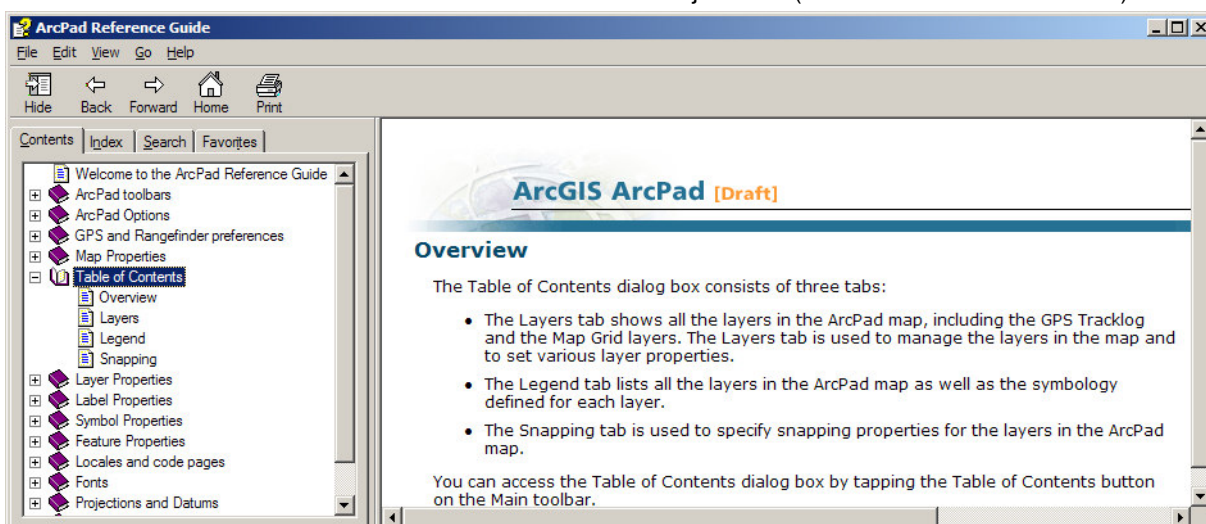 ArcPad Reference Guide
File Edit View Go Help
Hide Back Forward Home Print
Contents Index Search Favorites
Welcome to the ArcPad Reference Guide
ArcPad toolbars
ArcPad Options
GPS and Rangefinder preferences
Map Properties
Table of Contents
Overview
Layers
Legend
Snapping
Layer Properties
Label Properties
Symbol Properties
Feature Properties
Locales and code pages
Fonts
Projections and Datums
ArcGIS ArcPad [Draft]
Overview
The Table of Contents dialog box consists of three tabs:
• The Layers tab shows all the layers in the ArcPad map, including the GPS Tracklog
and the Map Grid layers. The Layers tab is used to manage the layers in the map and
to set various layer properties.
• The Legend tab lists all the layers in the ArcPad map as well as the symbology
defined for each layer.
• The Snapping tab is used to specify snapping properties for the layers in the ArcPad
map.
You can access the Table of Contents dialog box by tapping the Table of Contents button
on the Main toolbar.